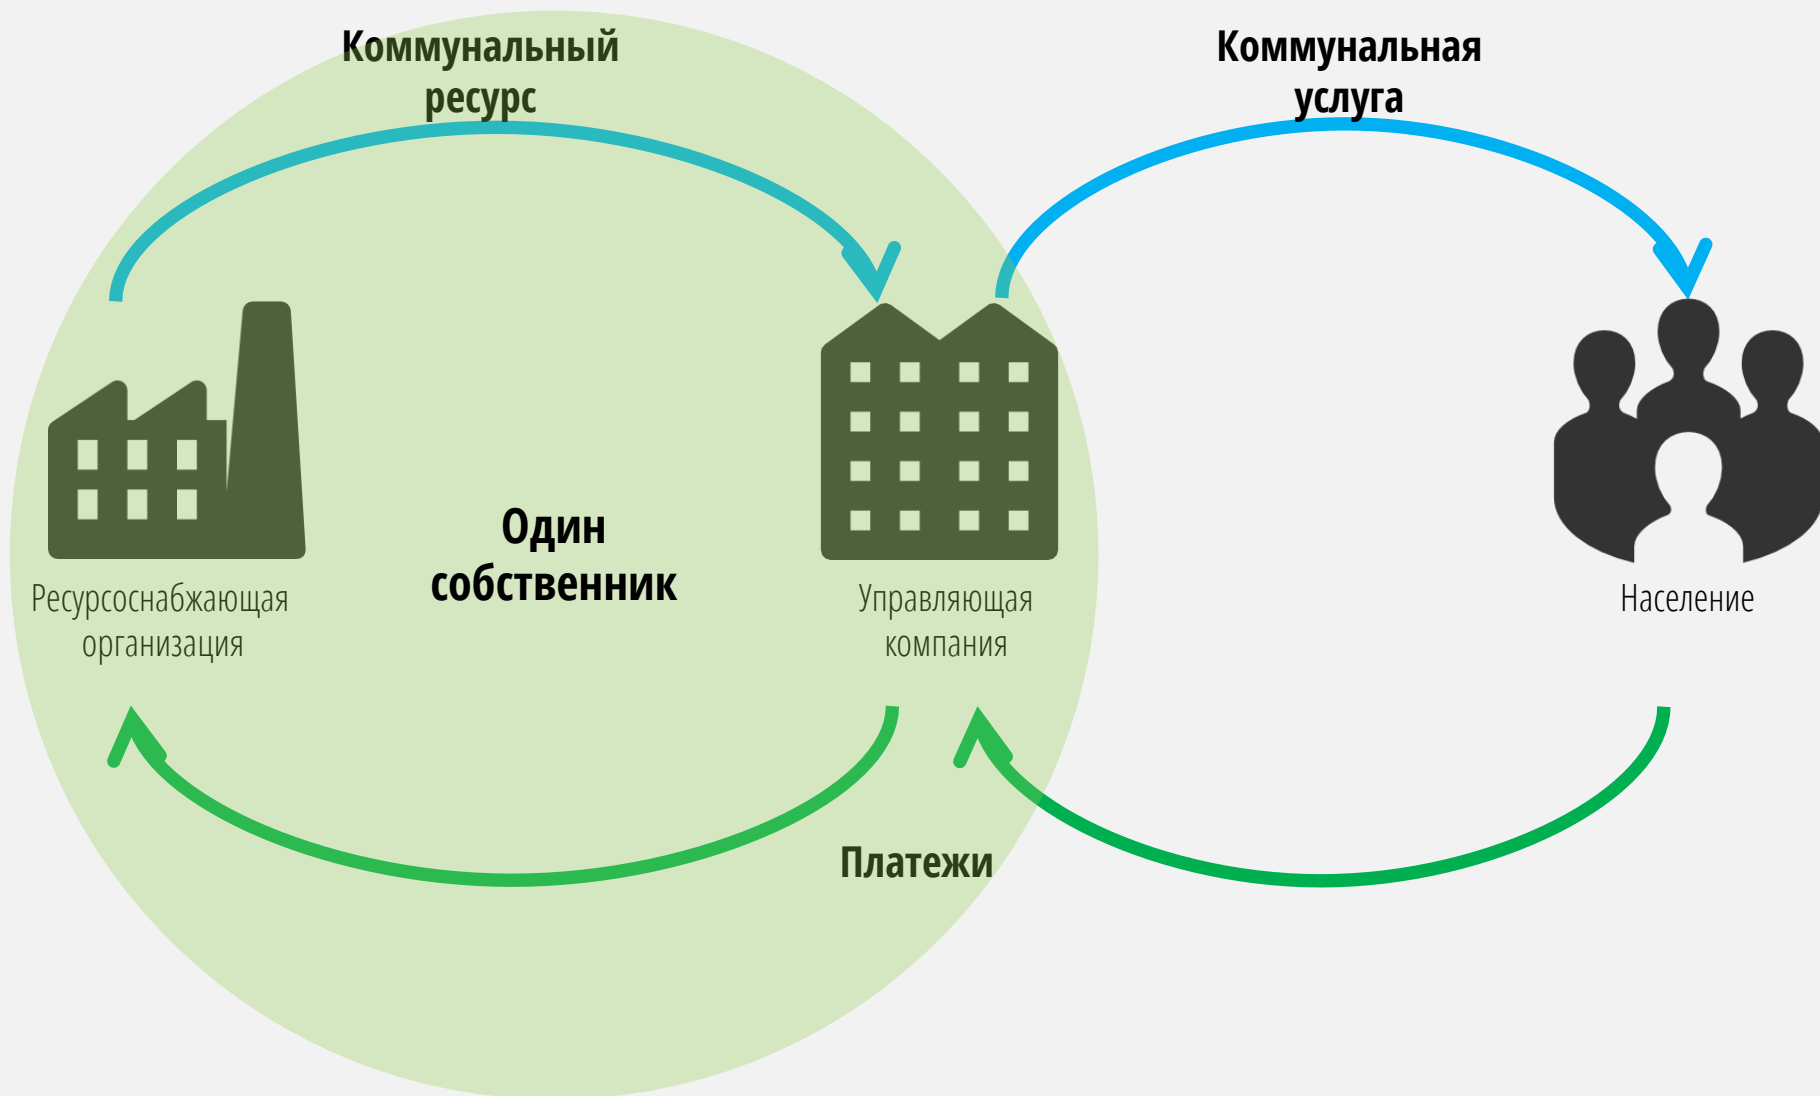 Коммунальный
ресурс
Коммунальная
услуга
Один
собственник
Ресурсоснабжающая
организация
Управляющая
компания
Население
Платежи